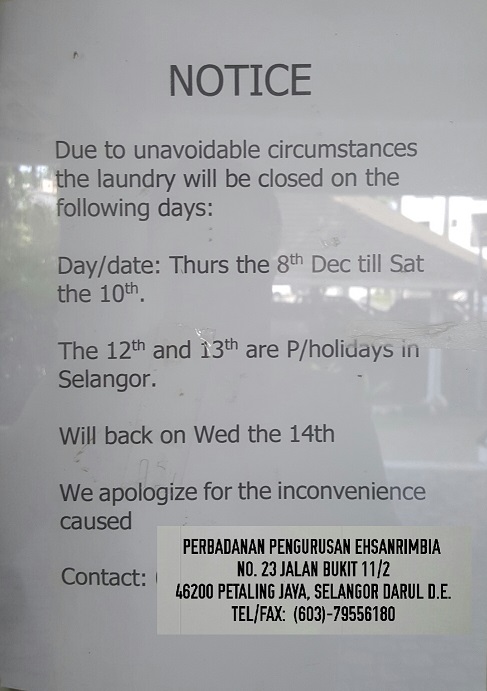 NOTICE
Due to unavoidable circumstances
the laundry will be closed on the
following days:
Day/date: Thurs the 8th Dec till Sat
the 10th.
The 12th and 13th are P/holidays in
Selangor.
Will back on Wed the 14th
We apologize for the inconvenience
caused
Contact:
PERBADANAN PENGURUSAN EHSANRIMBIA
NO. 23 JALAN BUKIT 11/2
46200 PETALING JAYA, SELANGOR DARUL D.E.
TEL/FAX: (603)-79556180